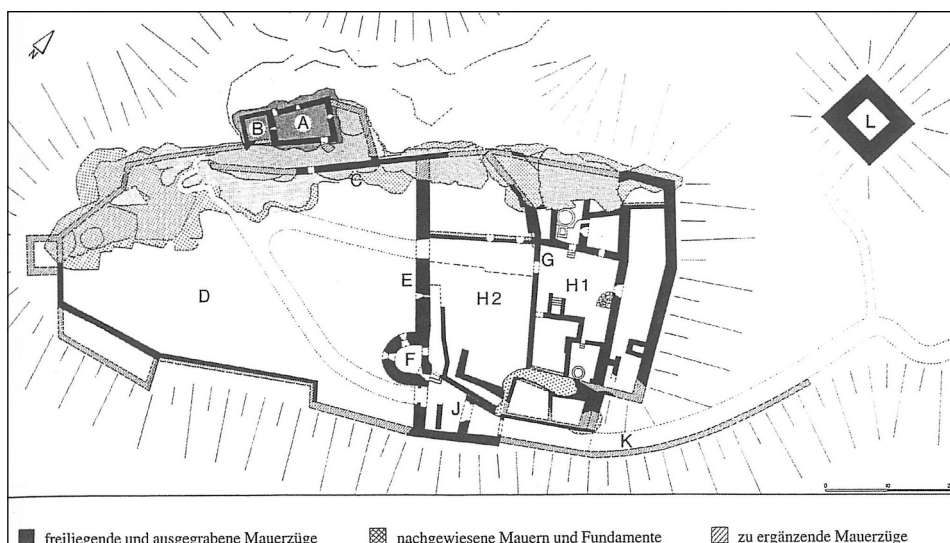 N
B
A
L
C
G
E
H1
D
H2
F
J
K
0
10
freiliegende und ausgegrabene Mauerzüge
nachgewiesene Mauern und Fundamente
zu ergänzende Mauerzüge